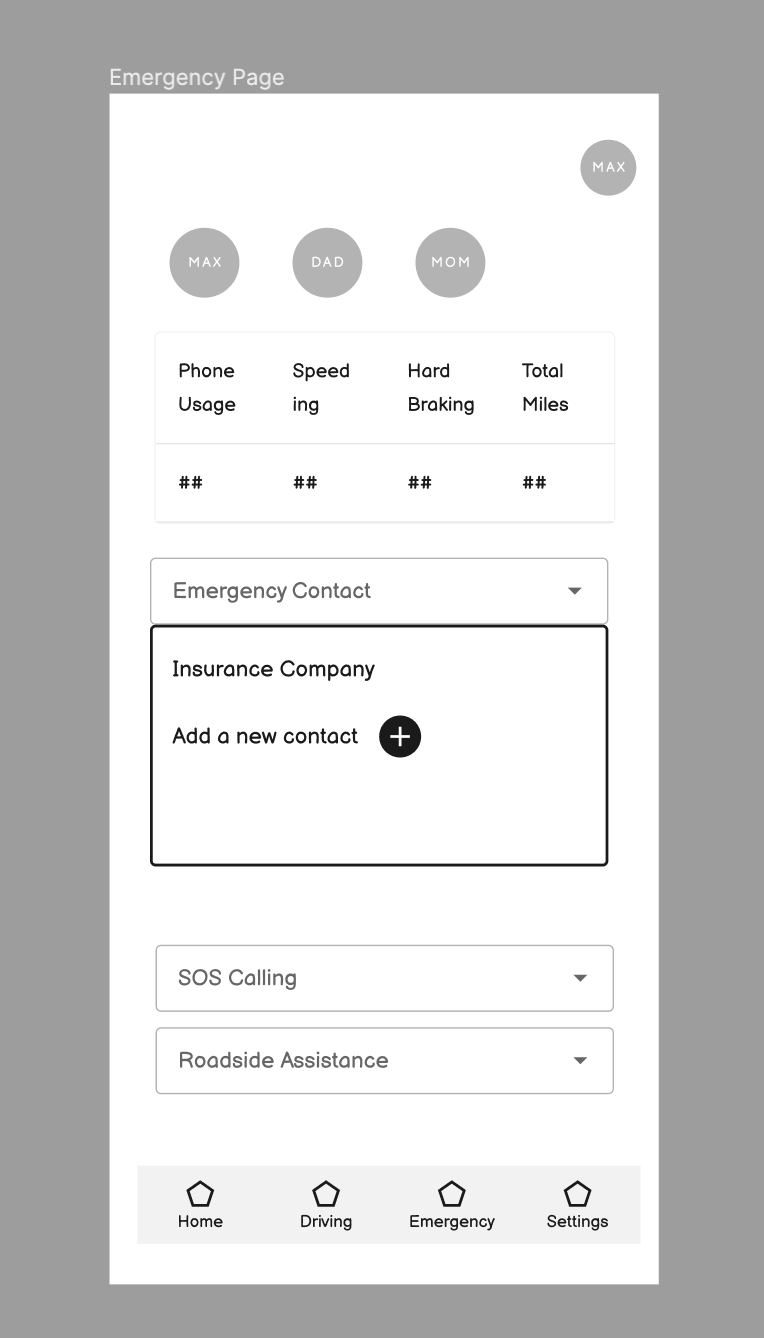 Emergency Page
MAX
MAX DAD MOM
Phone Speed Hard Total
Usage ing Braking Miles
## ## ## ##
Emergency Contact
Insurance Company
Add a new contact +
SOS Calling
Roadside Assistance
Home Driving Emergency Settings